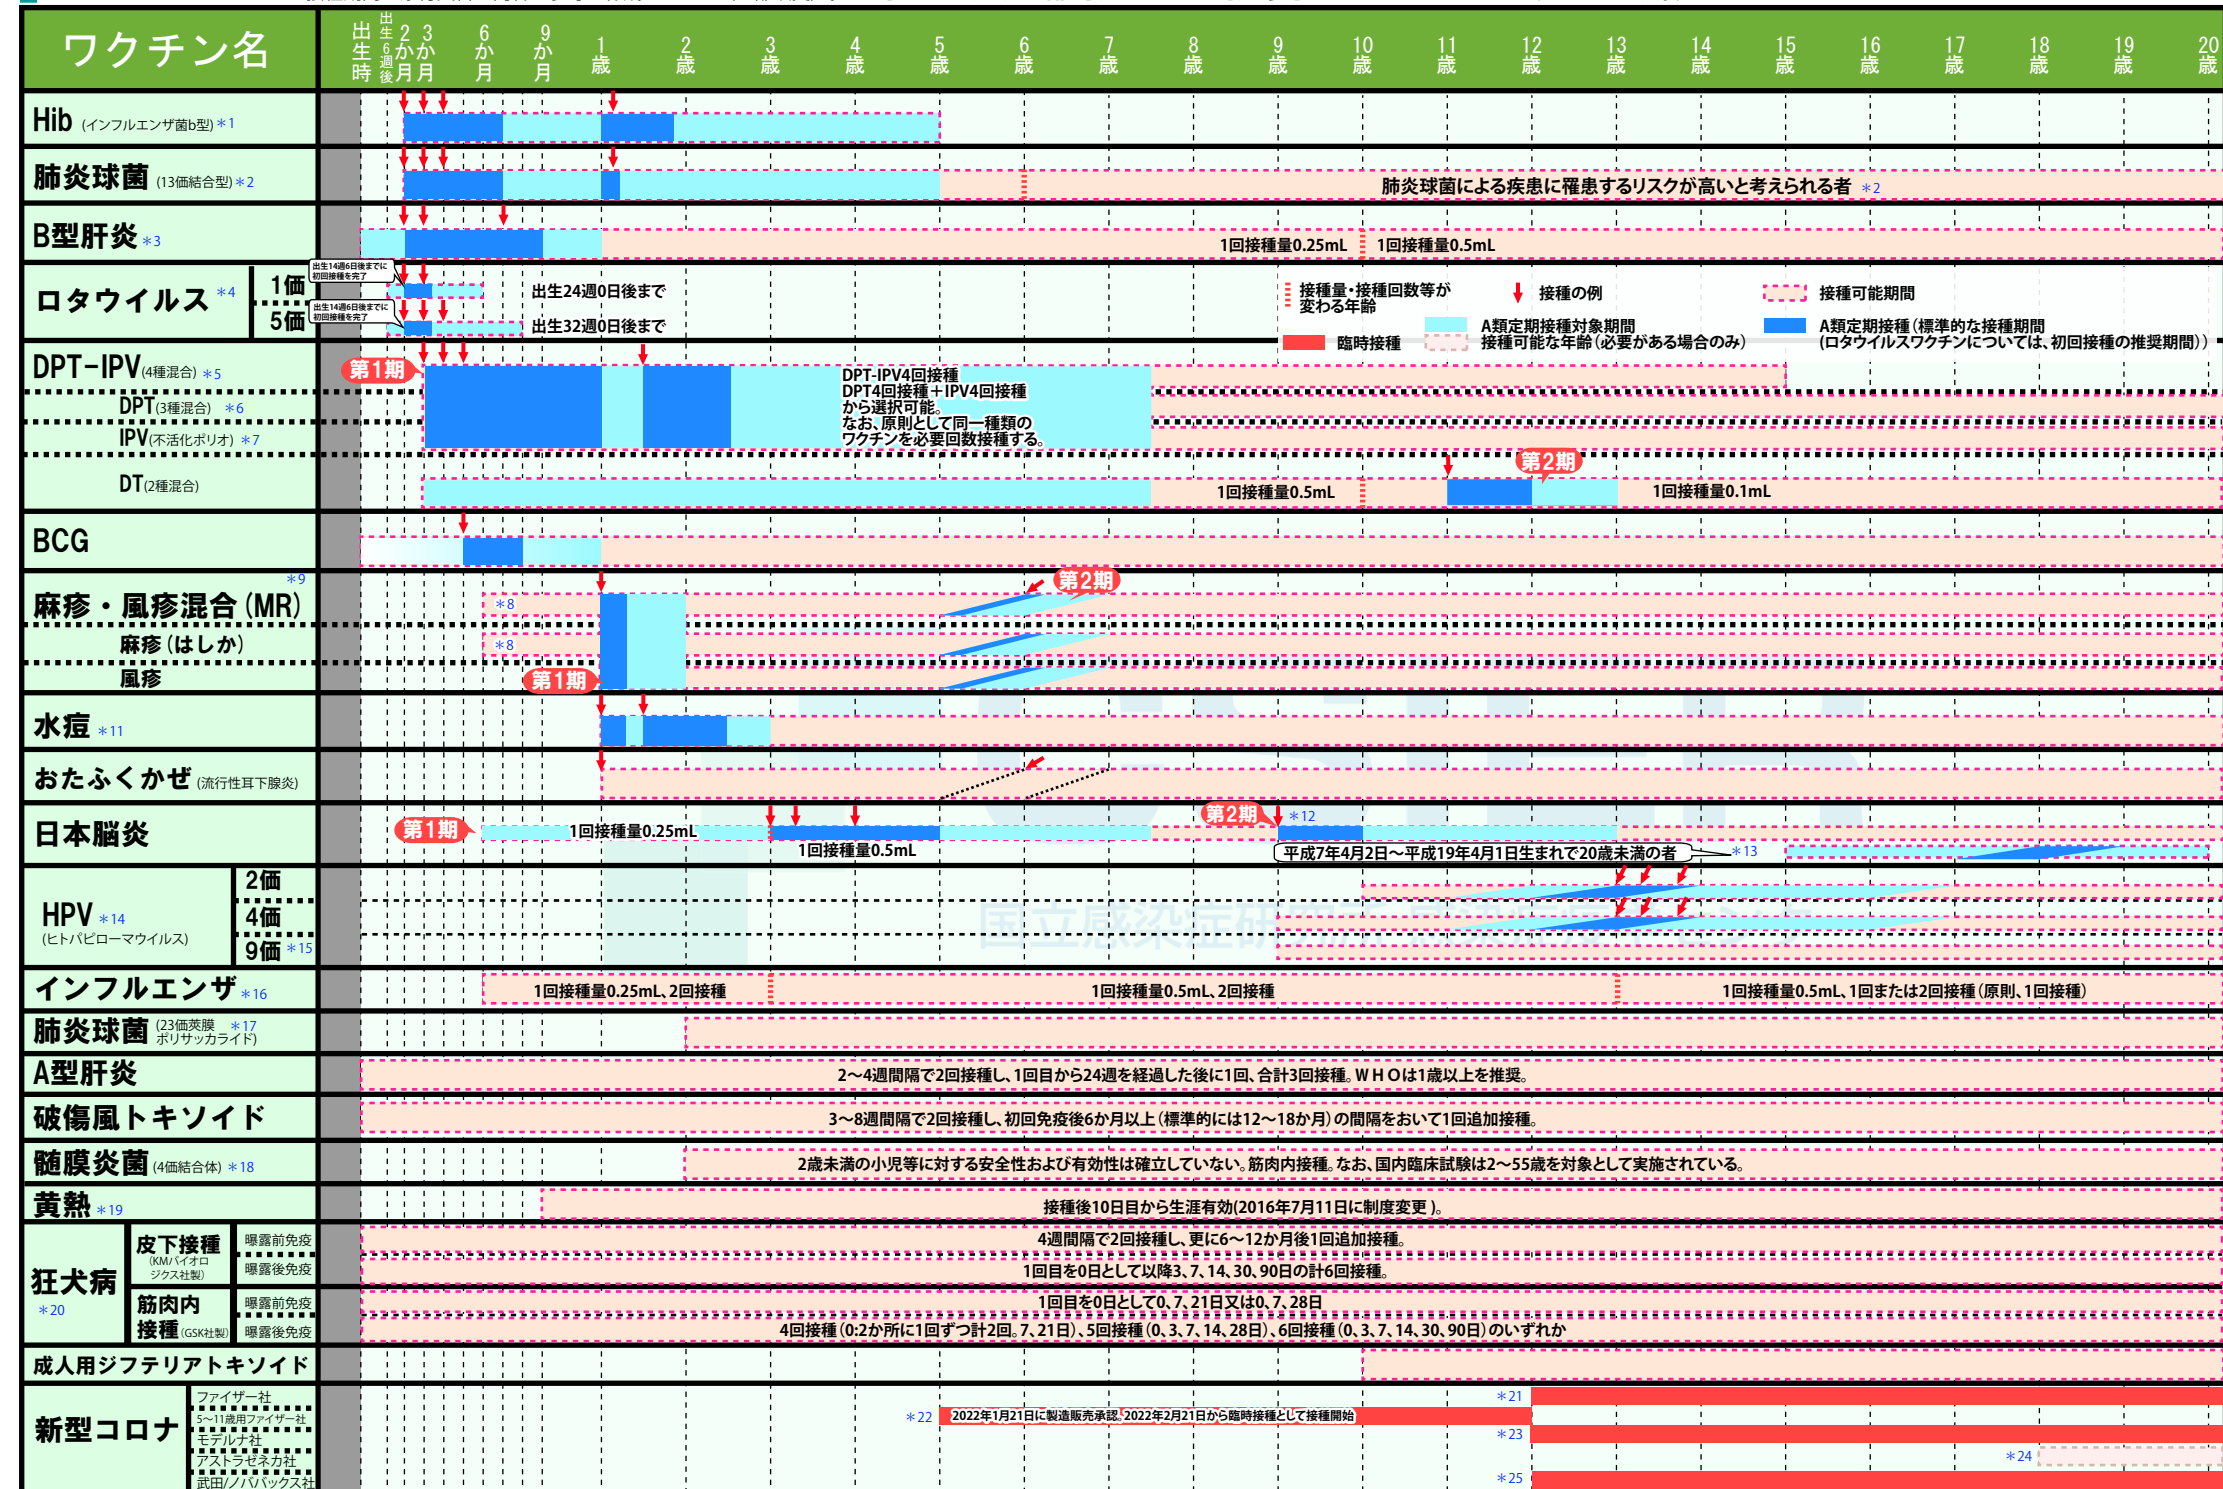 ワクチン名
出生時
出生6週後
2か月
3か月
6か月
9か月
1歳
2歳
3歳
4歳
5歳
6歳
7歳
8歳
9歳
10歳
11歳
12歳
13歳
14歳
15歳
16歳
17歳
18歳
19歳
20歳
Hib (インフルエンザ菌b型) *1
肺炎球菌 (13価結合型) *2
肺炎球菌による疾患に罹患するリスクが高いと考えられる者 *2
B型肝炎 *3
1回接種量0.25mL
1回接種量0.5mL
ロタウイルス *4
1価
出生14週6日後までに
初回接種を完了
出生24週0日後まで
5価
出生14週6日後までに
初回接種を完了
出生32週0日後まで
接種量・接種回数等が
変わる年齢
接種の例
接種可能期間
A類定期接種対象期間
A類定期接種(標準的な接種期間
(ロタウイルスワクチンについては、初回接種の推奨期間))
臨時接種
接種可能な年齢(必要がある場合のみ)
DPT-IPV(4種混合) *5
第1期
DPT-IPV4回接種
DPT4回接種+IPV4回接種
から選択可能。
なお、原則として同一種類の
ワクチンを必要回数接種する。
DPT(3種混合) *6
IPV(不活化ポリオ) *7
DT(2種混合)
1回接種量0.5mL
第2期
1回接種量0.1mL
BCG
*9
麻疹・風疹混合(MR)
*8
第2期
麻疹(はしか)
*8
風疹
第1期
水痘 *11
おたふくかぜ (流行性耳下腺炎)
日本脳炎
第1期
1回接種量0.25mL
1回接種量0.5mL
第2期
*12
平成7年4月2日〜平成19年4月1日生まれで20歳未満の者
*13
HPV *14
(ヒトパピローマウイルス)
2価
4価
9価 *15
国立感染症研究所 感染症疫学センター
インフルエンザ *16
1回接種量0.25mL、2回接種
1回接種量0.5mL、2回接種
1回接種量0.5mL、1回または2回接種(原則、1回接種)
肺炎球菌 (23価莢膜 *17
ポリサッカライド)
A型肝炎
2〜4週間隔で2回接種し、1回目から24週を経過した後に1回、合計3回接種。WHOは1歳以上を推奨。
破傷風トキソイド
3〜8週間隔で2回接種し、初回免疫後6か月以上(標準的には12〜18か月)の間隔をおいて1回追加接種。
髄膜炎菌 (4価結合体) *18
2歳未満の小児等に対する安全性および有効性は確立していない。筋肉内接種。なお、国内臨床試験は2〜55歳を対象として実施されている。
黄熱 *19
接種後10日目から生涯有効(2016年7月11日に制度変更 )。
狂犬病
*20
皮下接種
(KMバイオロ
ジクス社製)
曝露前免疫
4週間隔で2回接種し、更に6〜12か月後1回追加接種。
曝露後免疫
1回目を0日として以降3、7、14、30、90日の計6回接種。
筋肉内
接種(GSK社製)
曝露前免疫
1回目を0日として0、7、21日又は0、7、28日
曝露後免疫
4回接種(0:2か所に1回ずつ計2回。7、21日)、5回接種(0、3、7、14、28日)、6回接種(0、3、7、14、30、90日)のいずれか
成人用ジフテリアトキソイド
新型コロナ
ファイザー社
*21
5〜11歳用ファイザー社
*22
2022年1月21日に製造販売承認。2022年2月21日から臨時接種として接種開始
モデルナ社
*23
アストラゼネカ社
*24
武田/ノババックス社
*25